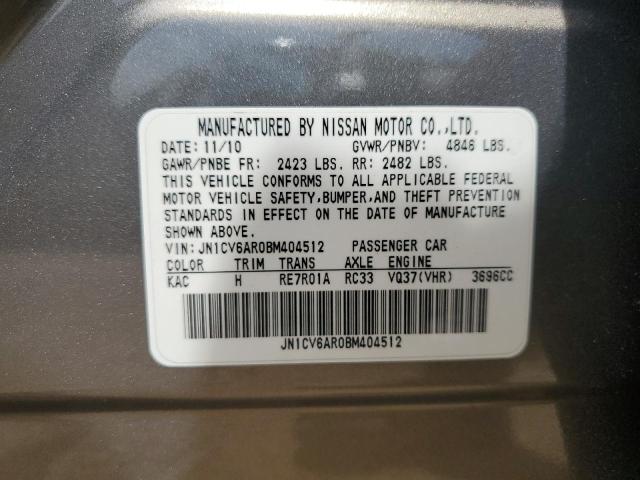 MANUFACTURED BY NISSAN MOTOR CO.,LTD.
DATE: 11/10 GVWR/PNBV: 4846 LBS.
GAWR/PNBE FR: 2423 LBS. RR: 2482 LBS.
THIS VEHICLE CONFORMS TO ALL APPLICABLE FEDERAL
MOTOR VEHICLE SAFETY,BUMPER,AND THEFT PREVENTION
STANDARDS IN EFFECT ON THE DATE OF MANUFACTURE
SHOWN ABOVE.
VIN: JN1CV6AR0BM404512 PASSENGER CAR
COLOR TRIM TRANS AXLE ENGINE
KAC H RE7R01A RC33 VQ37(VHR) 3696CC
JN1CV6AR0BM404512